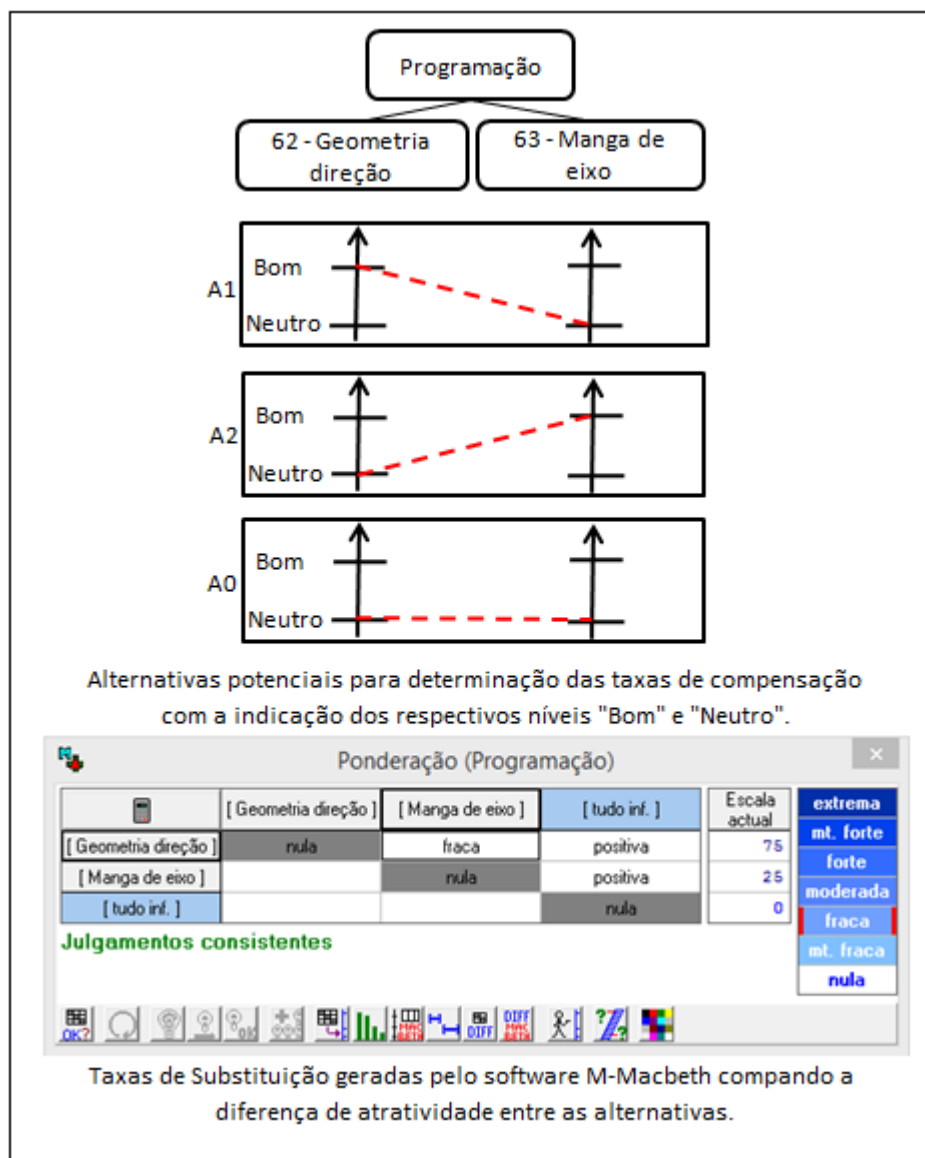 Programação
62 - Geometria
direção
63 - Manga de
eixo
A1
Bom
Neutro
A2
Bom
Neutro
A0
Bom
Neutro
Alternativas potenciais para determinação das taxas de compensação
com a indicação dos respectivos níveis "Bom" e "Neutro".
Ponderação (Programação)
[ Geometria direção ] [ Manga de eixo ] [ tudo inf. ] Escala actual
[ Geometria direção ] nula fraca positiva 75
[ Manga de eixo ] nula positiva 25
[ tudo inf. ] nula 0
extrema
mt. forte
forte
moderada
fraca
mt. fraca
nula
Julgamentos consistentes
OK? OK DIFF DIFF
Taxas de Substituição geradas pelo software M-Macbeth compando a
diferença de atratividade entre as alternativas.